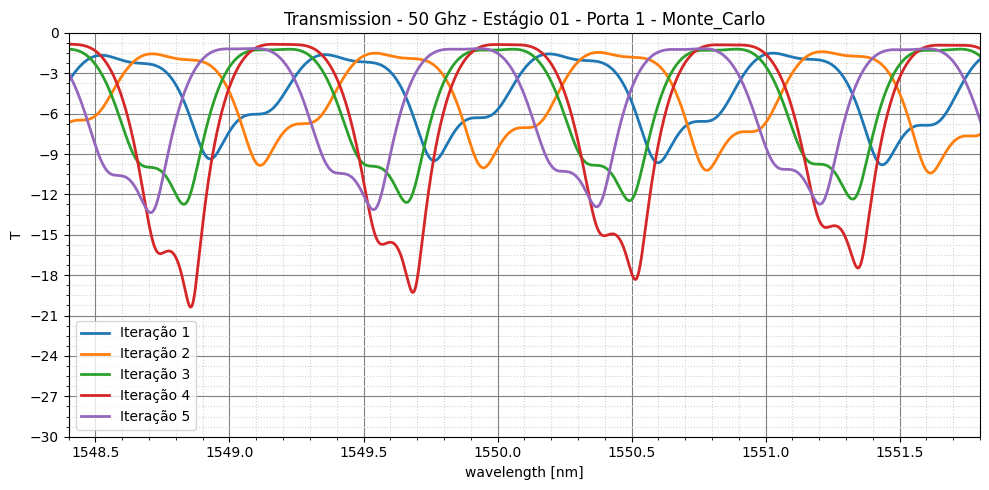 Transmission - 50 Ghz - Estágio 01 - Porta 1 - Monte_Carlo
0
−3
−6
−9
−12
−15
−18
−21
−24
−27
−30
T
Iteração 1
Iteração 2
Iteração 3
Iteração 4
Iteração 5
1548.5 1549.0 1549.5 1550.0 1550.5 1551.0 1551.5
wavelength [nm]